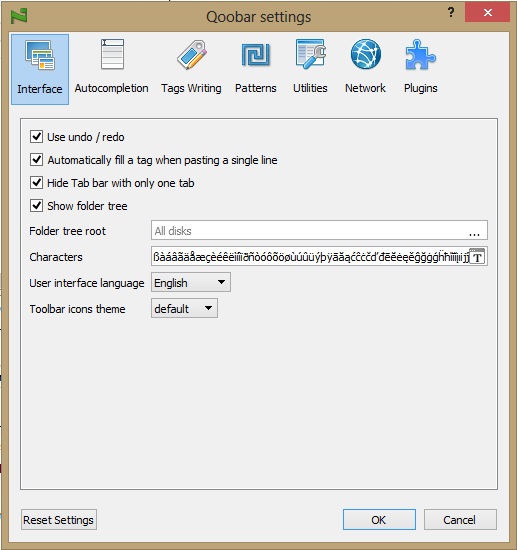 Qoobar settings
?
Interface
Autocompletion
Tags Writing
Patterns
Utilities
Network
Plugins
Use undo / redo
Automatically fill a tag when pasting a single line
Hide Tab bar with only one tab
Show folder tree
Folder tree root All disks ...
Characters
User interface language English
Toolbar icons theme default
Reset Settings
OK
Cancel